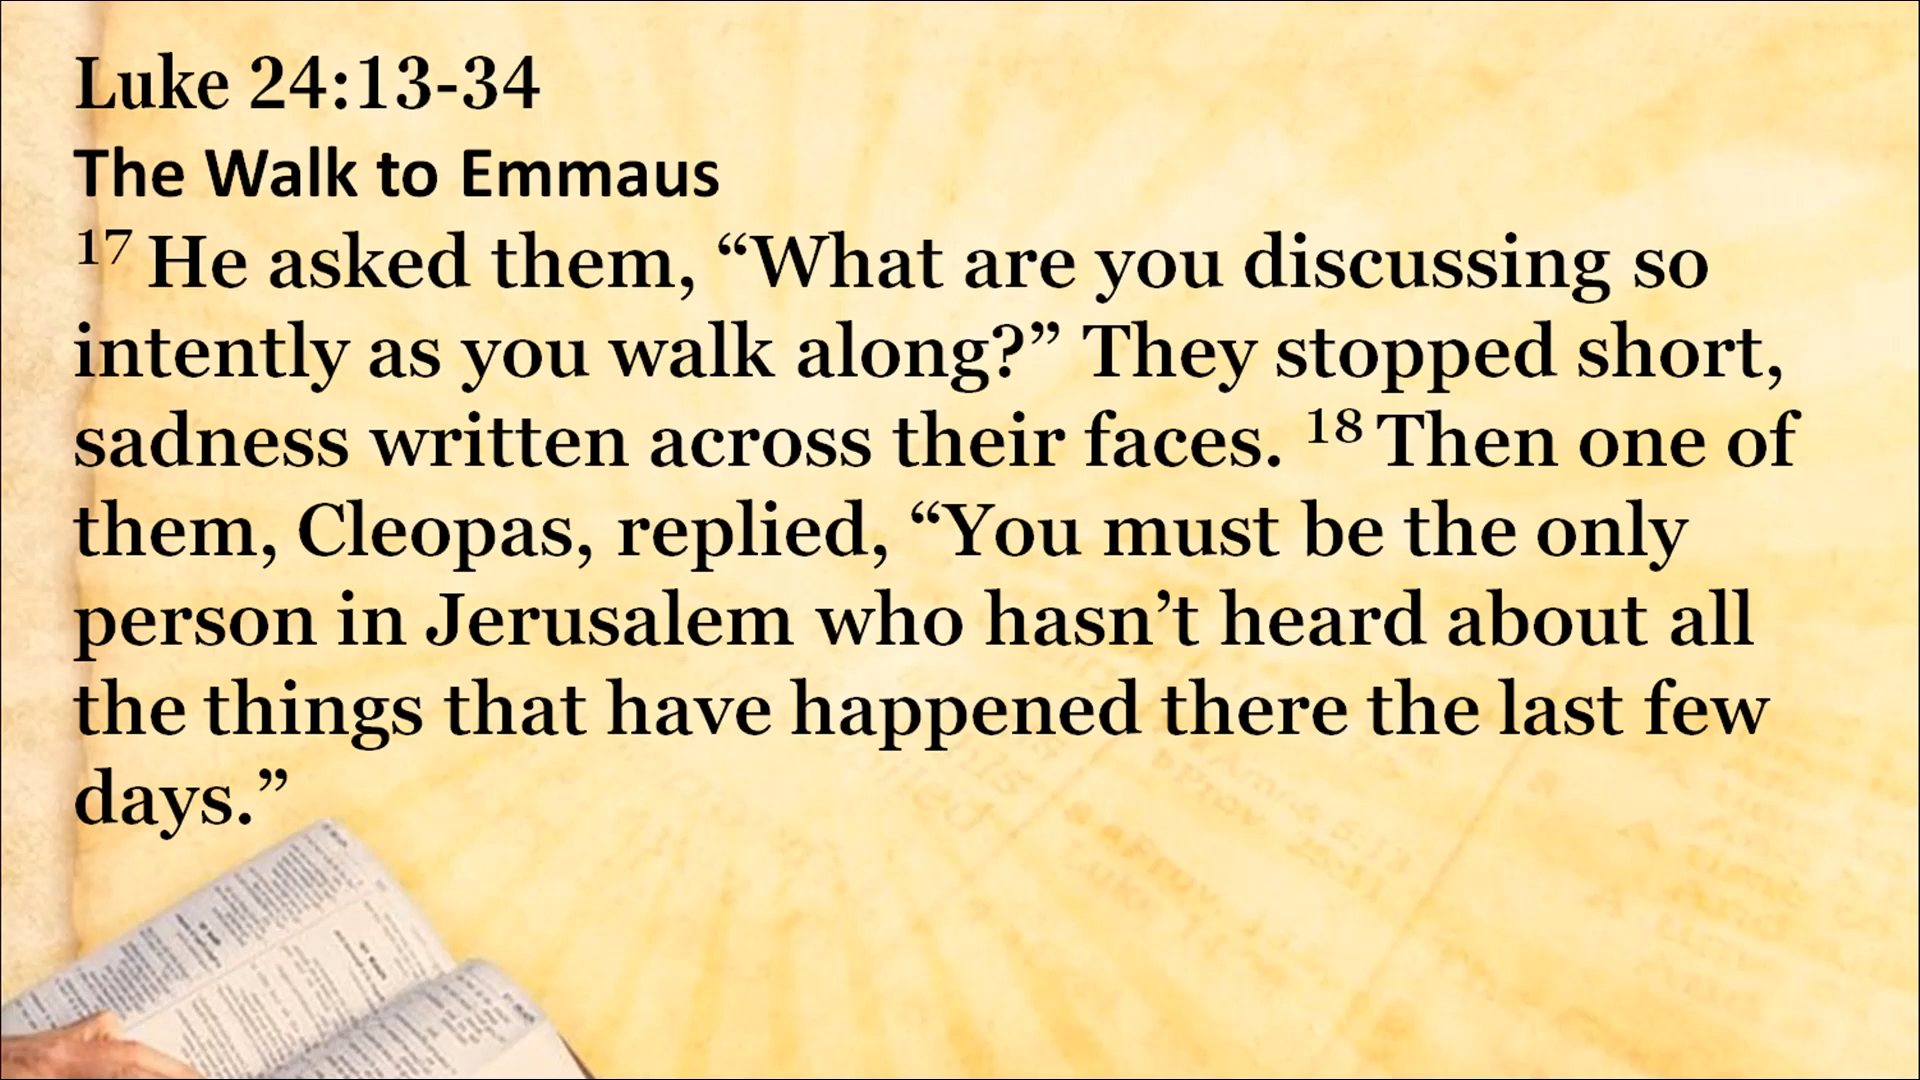 Luke 24:13-34
The Walk to Emmaus
17 He asked them, “What are you discussing so
intently as you walk along?” They stopped short,
sadness written across their faces. 18 Then one of
them, Cleopas, replied, “You must be the only
person in Jerusalem who hasn’t heard about all
the things that have happened there the last few
days.”